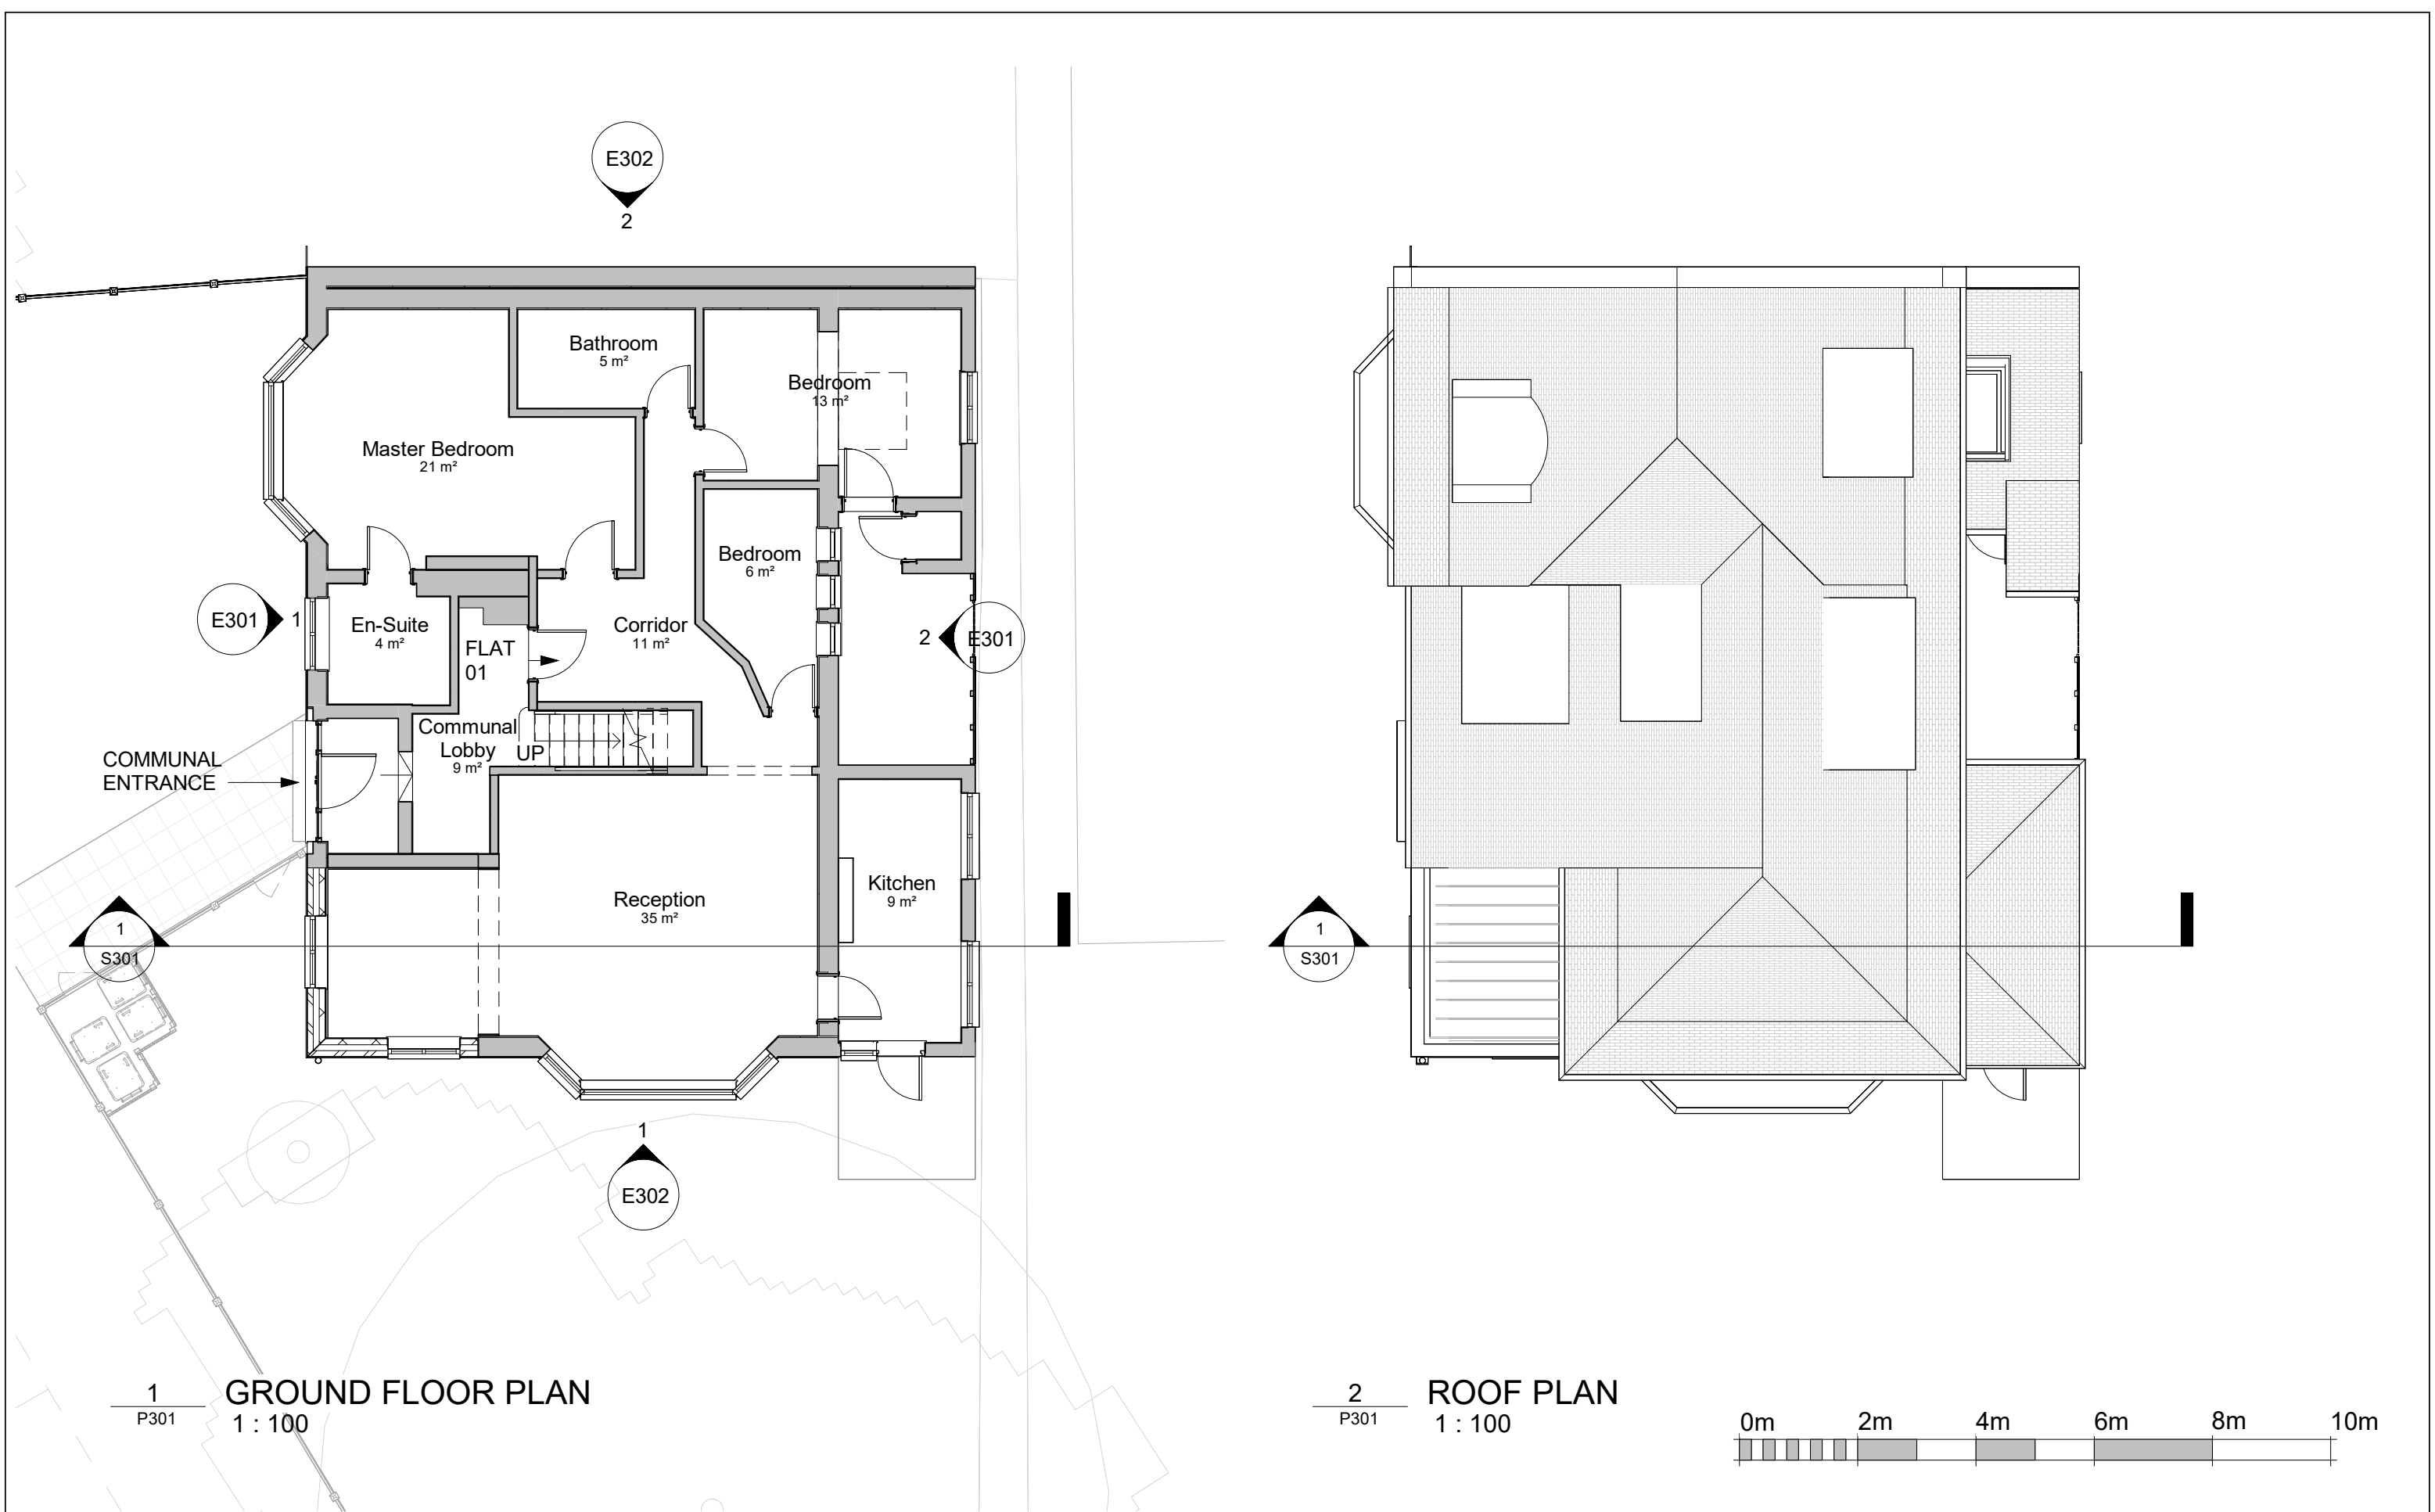 E302
2
Bathroom
5 m²
Bedroom
13 m²
Master Bedroom
21 m²
Bedroom
6 m²
E301
1
En-Suite
4 m²
FLAT
01
Corridor
11 m²
2
E301
COMMUNAL
ENTRANCE
Communal
Lobby
9 m²
UP
Reception
35 m²
Kitchen
9 m²
1
S301
1
S301
1
E302
1
P301
GROUND FLOOR PLAN
1 : 100
2
P301
ROOF PLAN
1 : 100
0m 2m 4m 6m 8m 10m